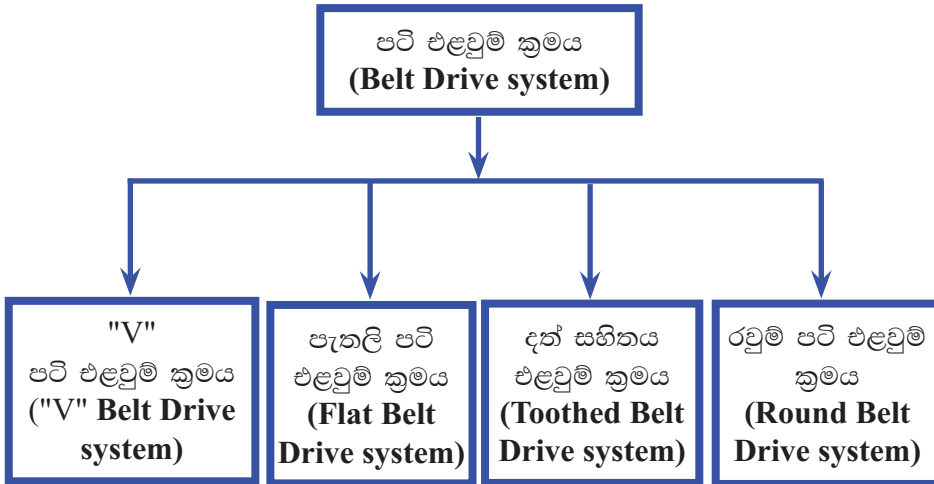 පටි එළවුම් ක්‍රමය
(Belt Drive system)
"V"
පටි එළවුම් ක්‍රමය
("V" Belt Drive
system)
පැතලි පටි
එළවුම් ක්‍රමය
(Flat Belt
Drive system)
දත් සහිතය
එළවුම් ක්‍රමය
(Toothed Belt
Drive system)
රවුම් පටි එළවුම්
ක්‍රමය
(Round Belt
Drive system)